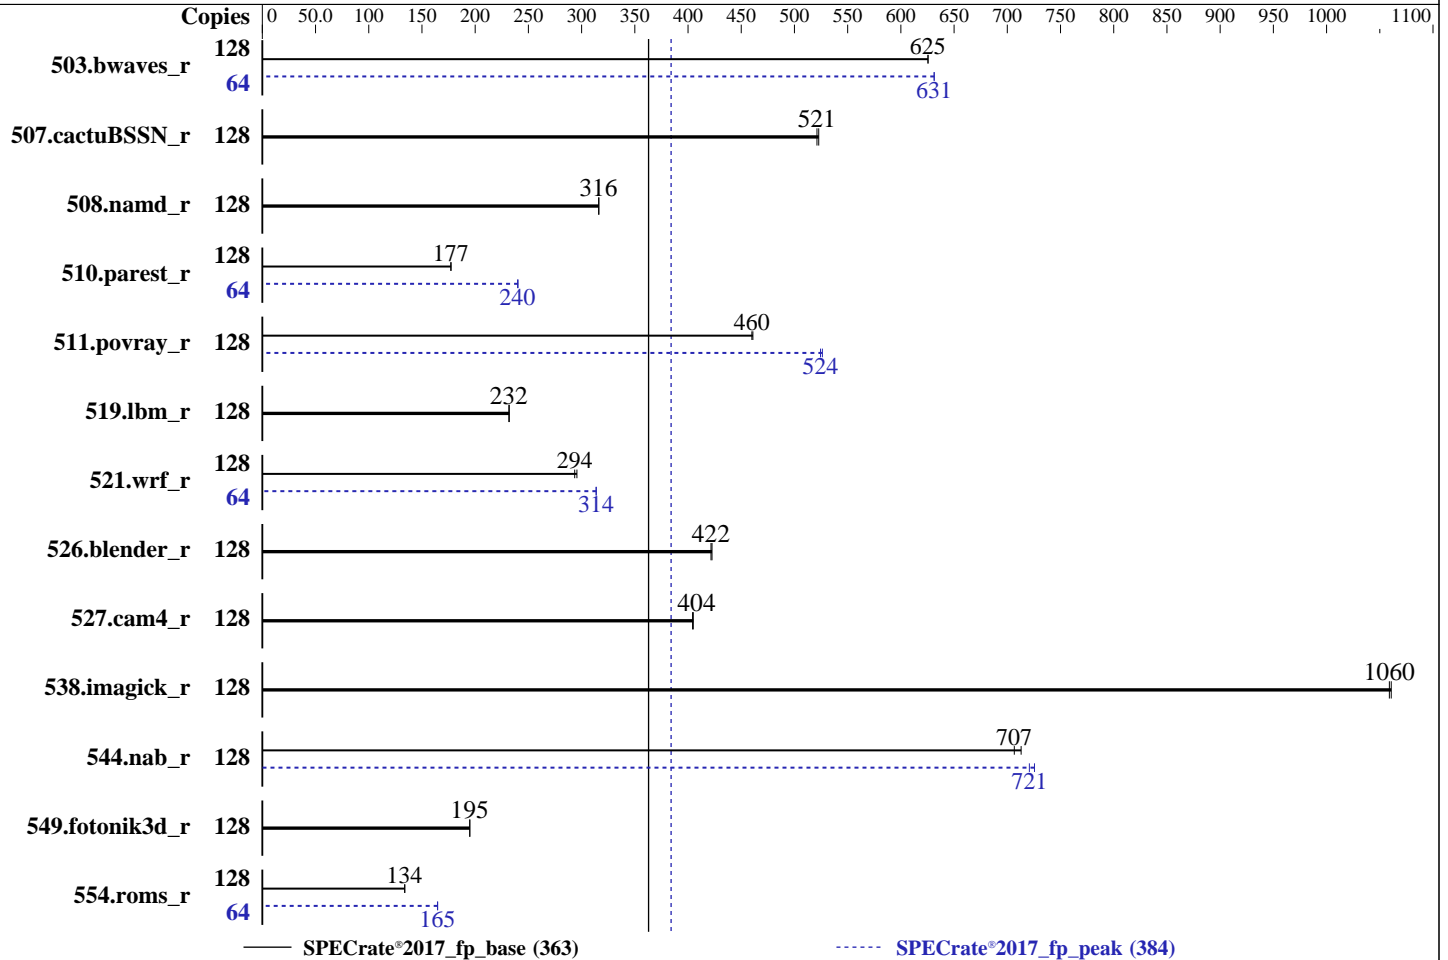 Copies 0 50.0 100 150 200 250 300 350 400 450 500 550 600 650 700 750 800 850 900 950 1000 1100
503.bwaves_r 128 625
64 631
507.cactuBSSN_r 128 521
508.namd_r 128 316
510.parest_r 128 177
64 240
511.povray_r 128 460
524
519.lbm_r 128 232
521.wrf_r 128 294
64 314
526.blender_r 128 422
527.cam4_r 128 404
538.imagick_r 128 1060
544.nab_r 128 707
721
549.fotonik3d_r 128 195
554.roms_r 128 134
64 165
SPECrate®2017_fp_base (363) SPECrate®2017_fp_peak (384)